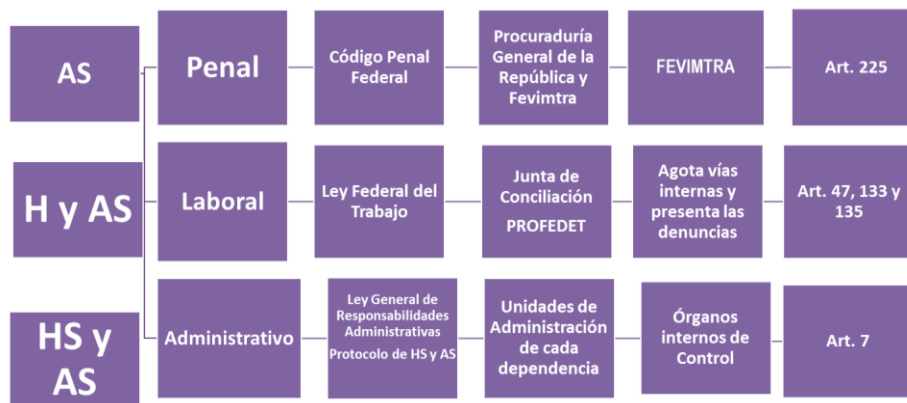 AS
Penal
Código Penal
Federal
Procuraduría
General de la
República y
Fevimtra
FEVIMTRA
Art. 225
H y AS
Laboral
Ley Federal del
Trabajo
Junta de
Conciliación
PROFEDET
Agota vías
internas y
presenta las
denuncias
Art. 47, 133 y
135
HS y
AS
Administrativo
Ley General de
Responsabilidades
Administrativas
Protocolo de HS y AS
Unidades de
Administración
de cada
dependencia
Órganos
internos de
Control
Art. 7